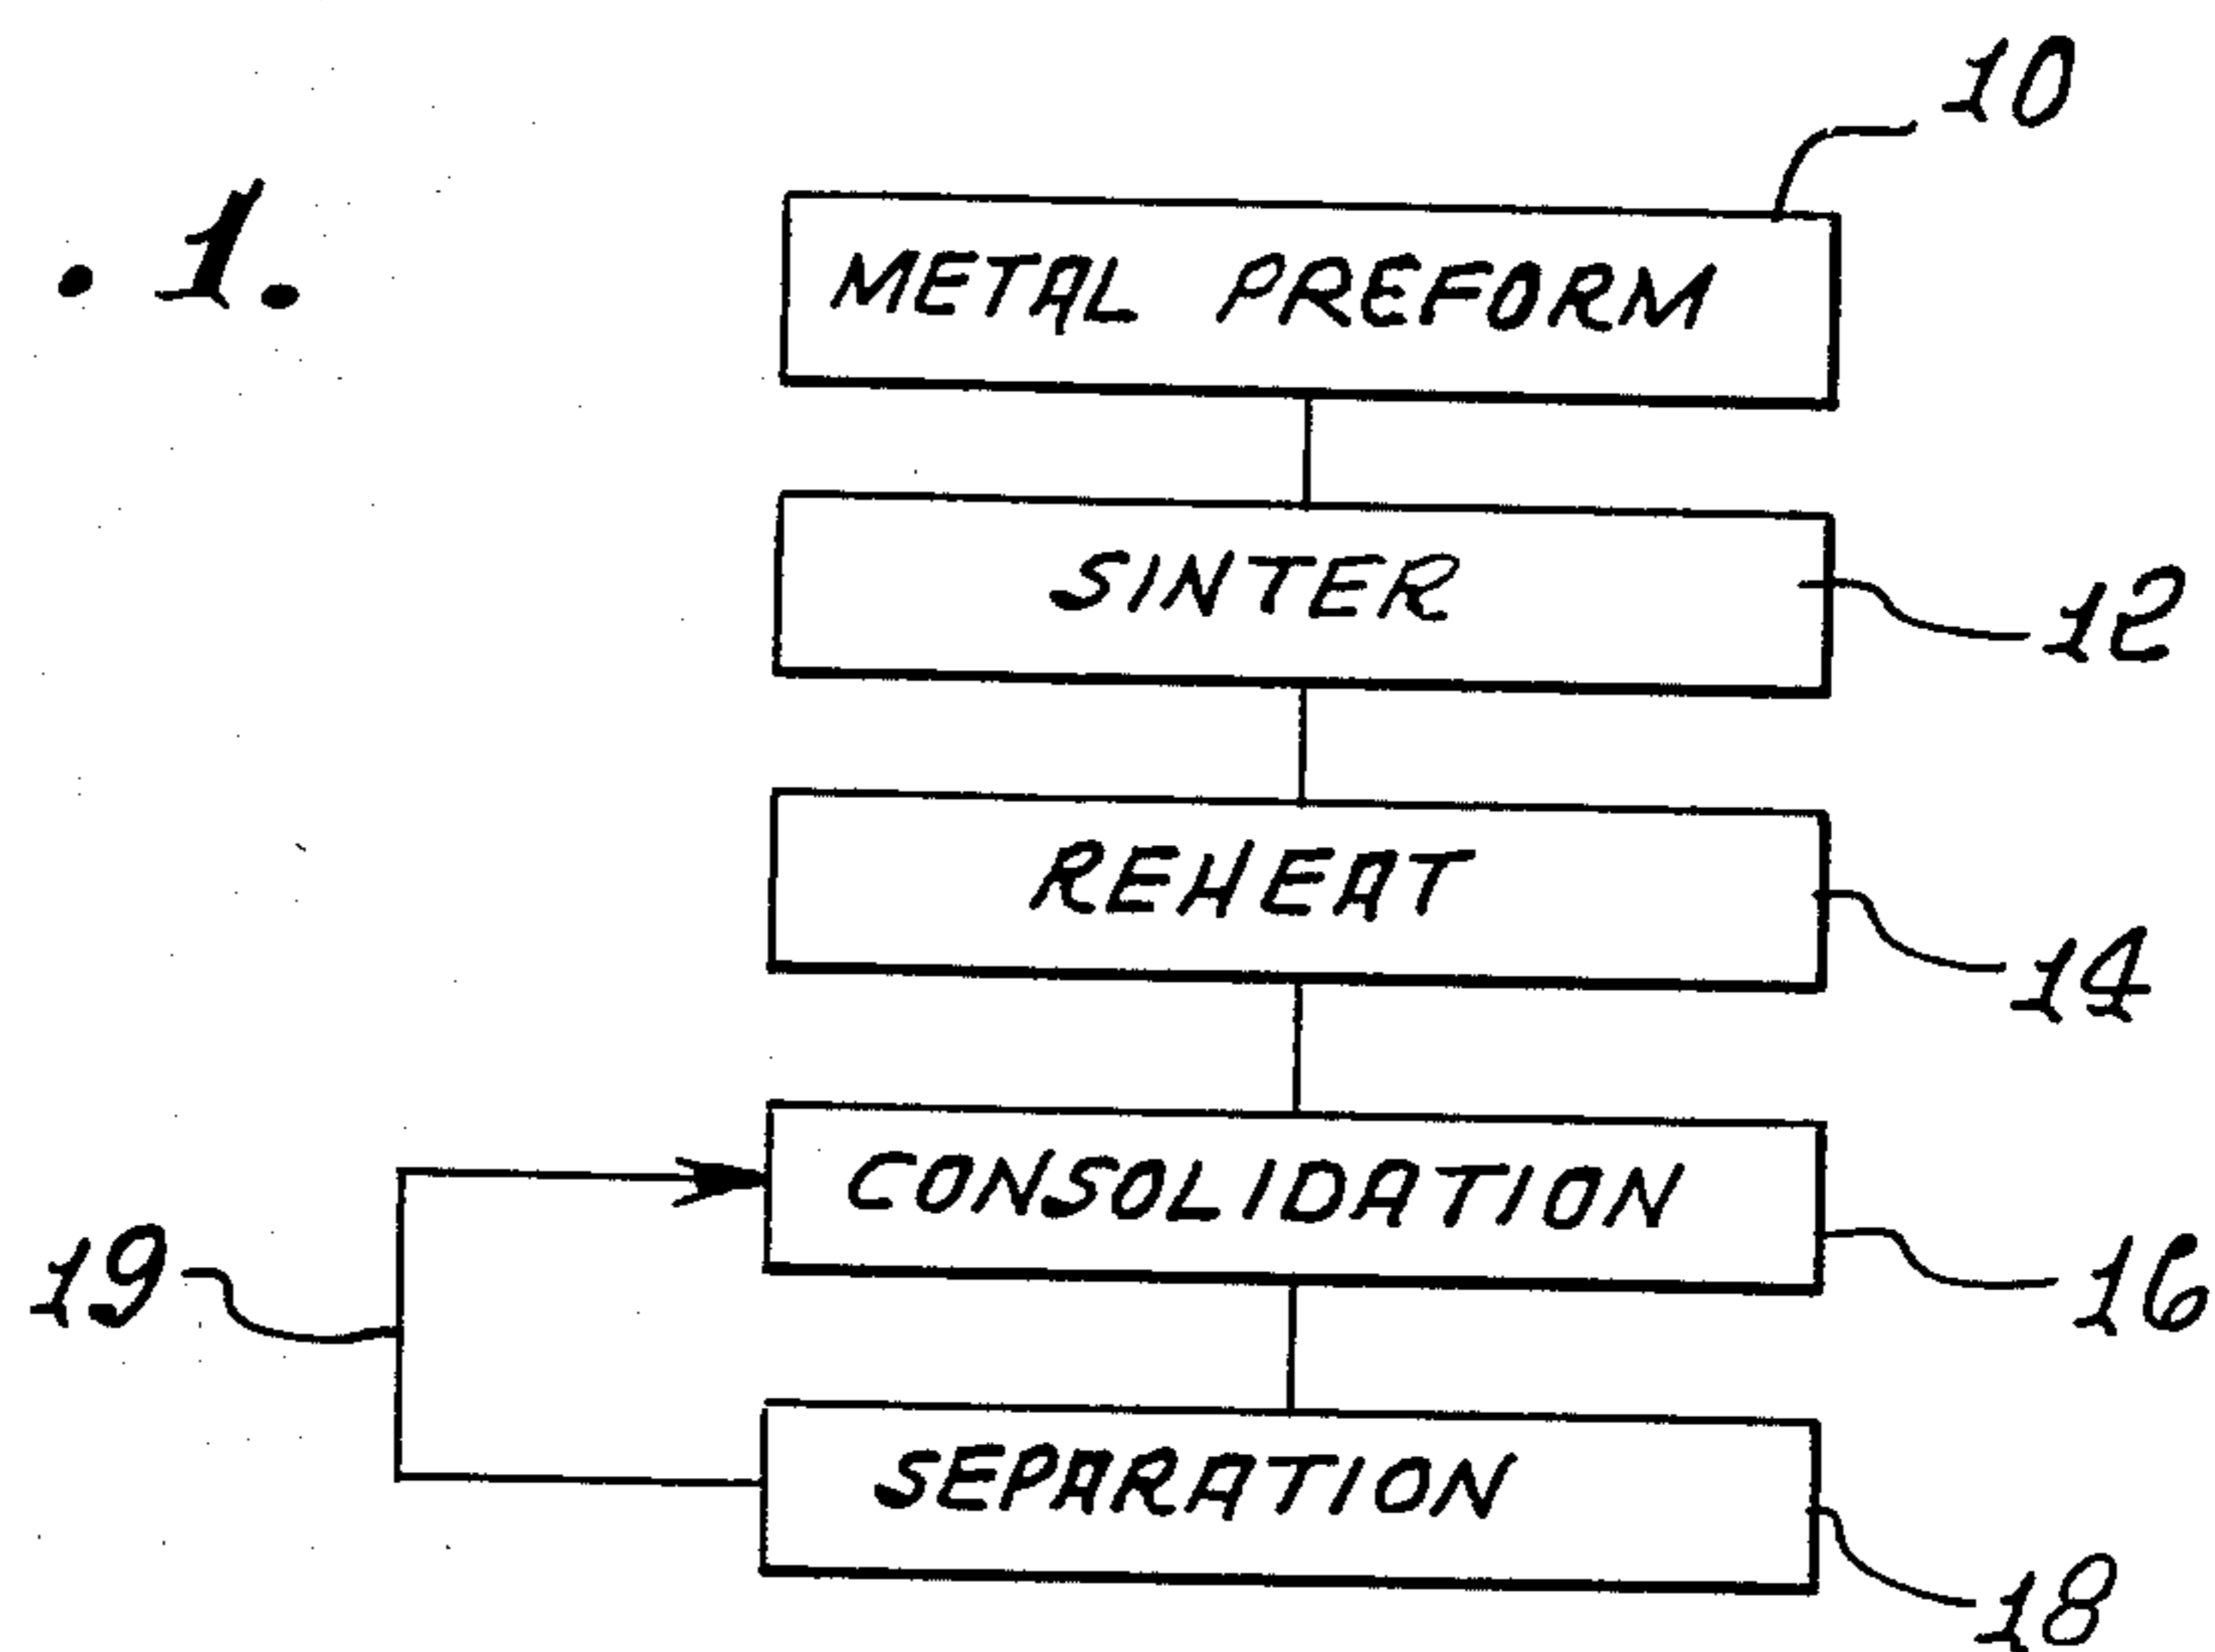 . 1.
10
METAL PREFORM
SINTER
12
REHEAT
14
CONSOLIDATION
19
16
SEPARATION
18